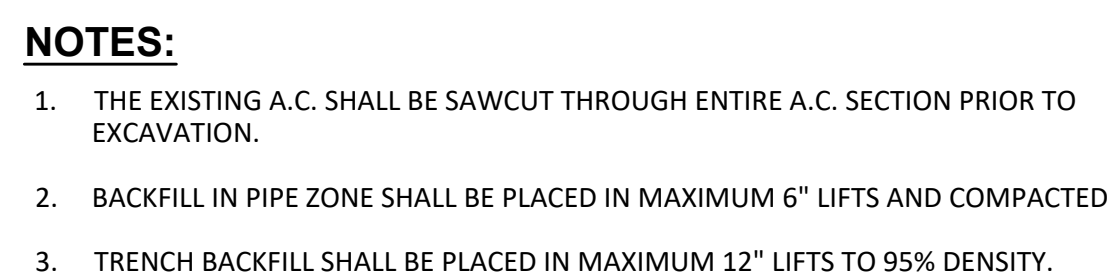 NOTES:
1. THE EXISTING A.C. SHALL BE SAWCUT THROUGH ENTIRE A.C. SECTION PRIOR TO
EXCAVATION.
2. BACKFILL IN PIPE ZONE SHALL BE PLACED IN MAXIMUM 6" LIFTS AND COMPACTED
3. TRENCH BACKFILL SHALL BE PLACED IN MAXIMUM 12" LIFTS TO 95% DENSITY.